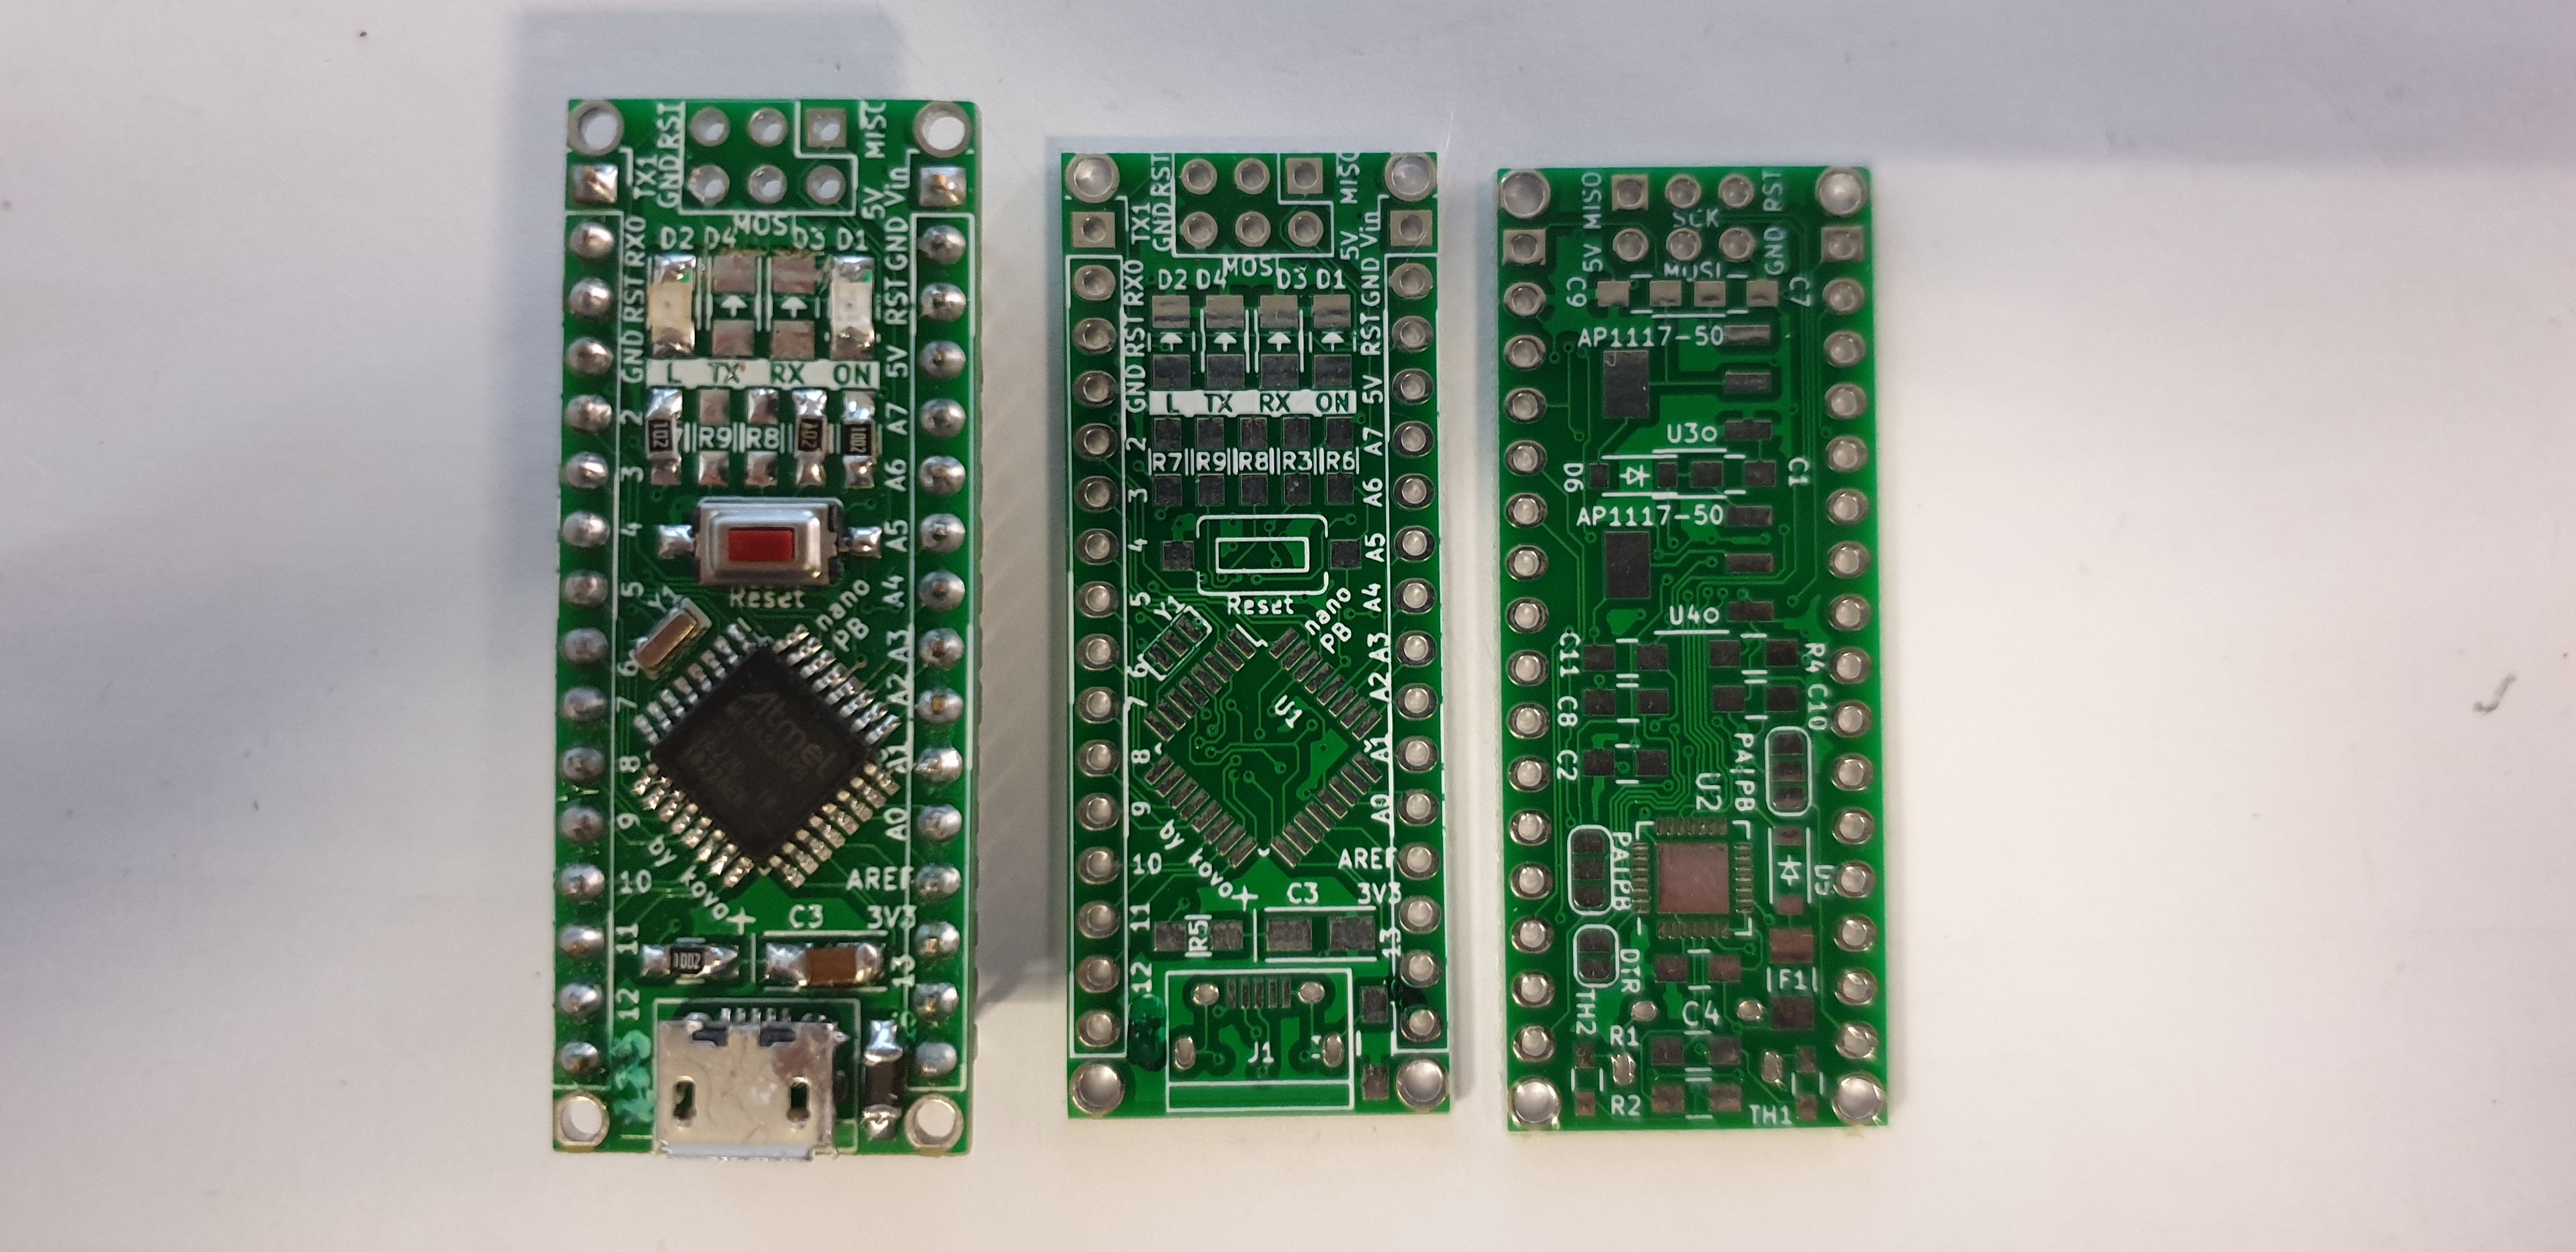 TX1
GND RST
MISO
Vin
5V
MOSI
RX0
D2 D4 D3 D1
GND
RST
RST
GND
L TX RX ON
5V
2
102
R9
R8
102
1002
A7
3
A6
4
A5
5
Reset
A4
Y1
nano
PB
6
A3
7
Atmel
A2
8
A1
9
by kovo
A0
10
AREF
11
+
C3
3V3
1002
12
13
TX1
GND RST
MISO
Vin
5V
MOSI
RX0
D2 D4 D3 D1
GND
RST
RST
GND
L TX RX ON
5V
2
R7 R9 R8 R3 R6
A7
3
A6
4
A5
5
Reset
A4
Y1
nano
PB
6
A3
7
U1
A2
8
A1
9
by kovo
A0
10
AREF
11
R5
+
C3
3V3
12
13
J1
MISO
SCK
RST
5V
MOSI
GND
C9
C7
AP1117-50
U3
D6
C1
AP1117-50
U4
C11
R4
C8
C10
C2
PA|PB
U2
PA|PB
U5
DTR
F1
TH2
C4
R1
R2
TH1